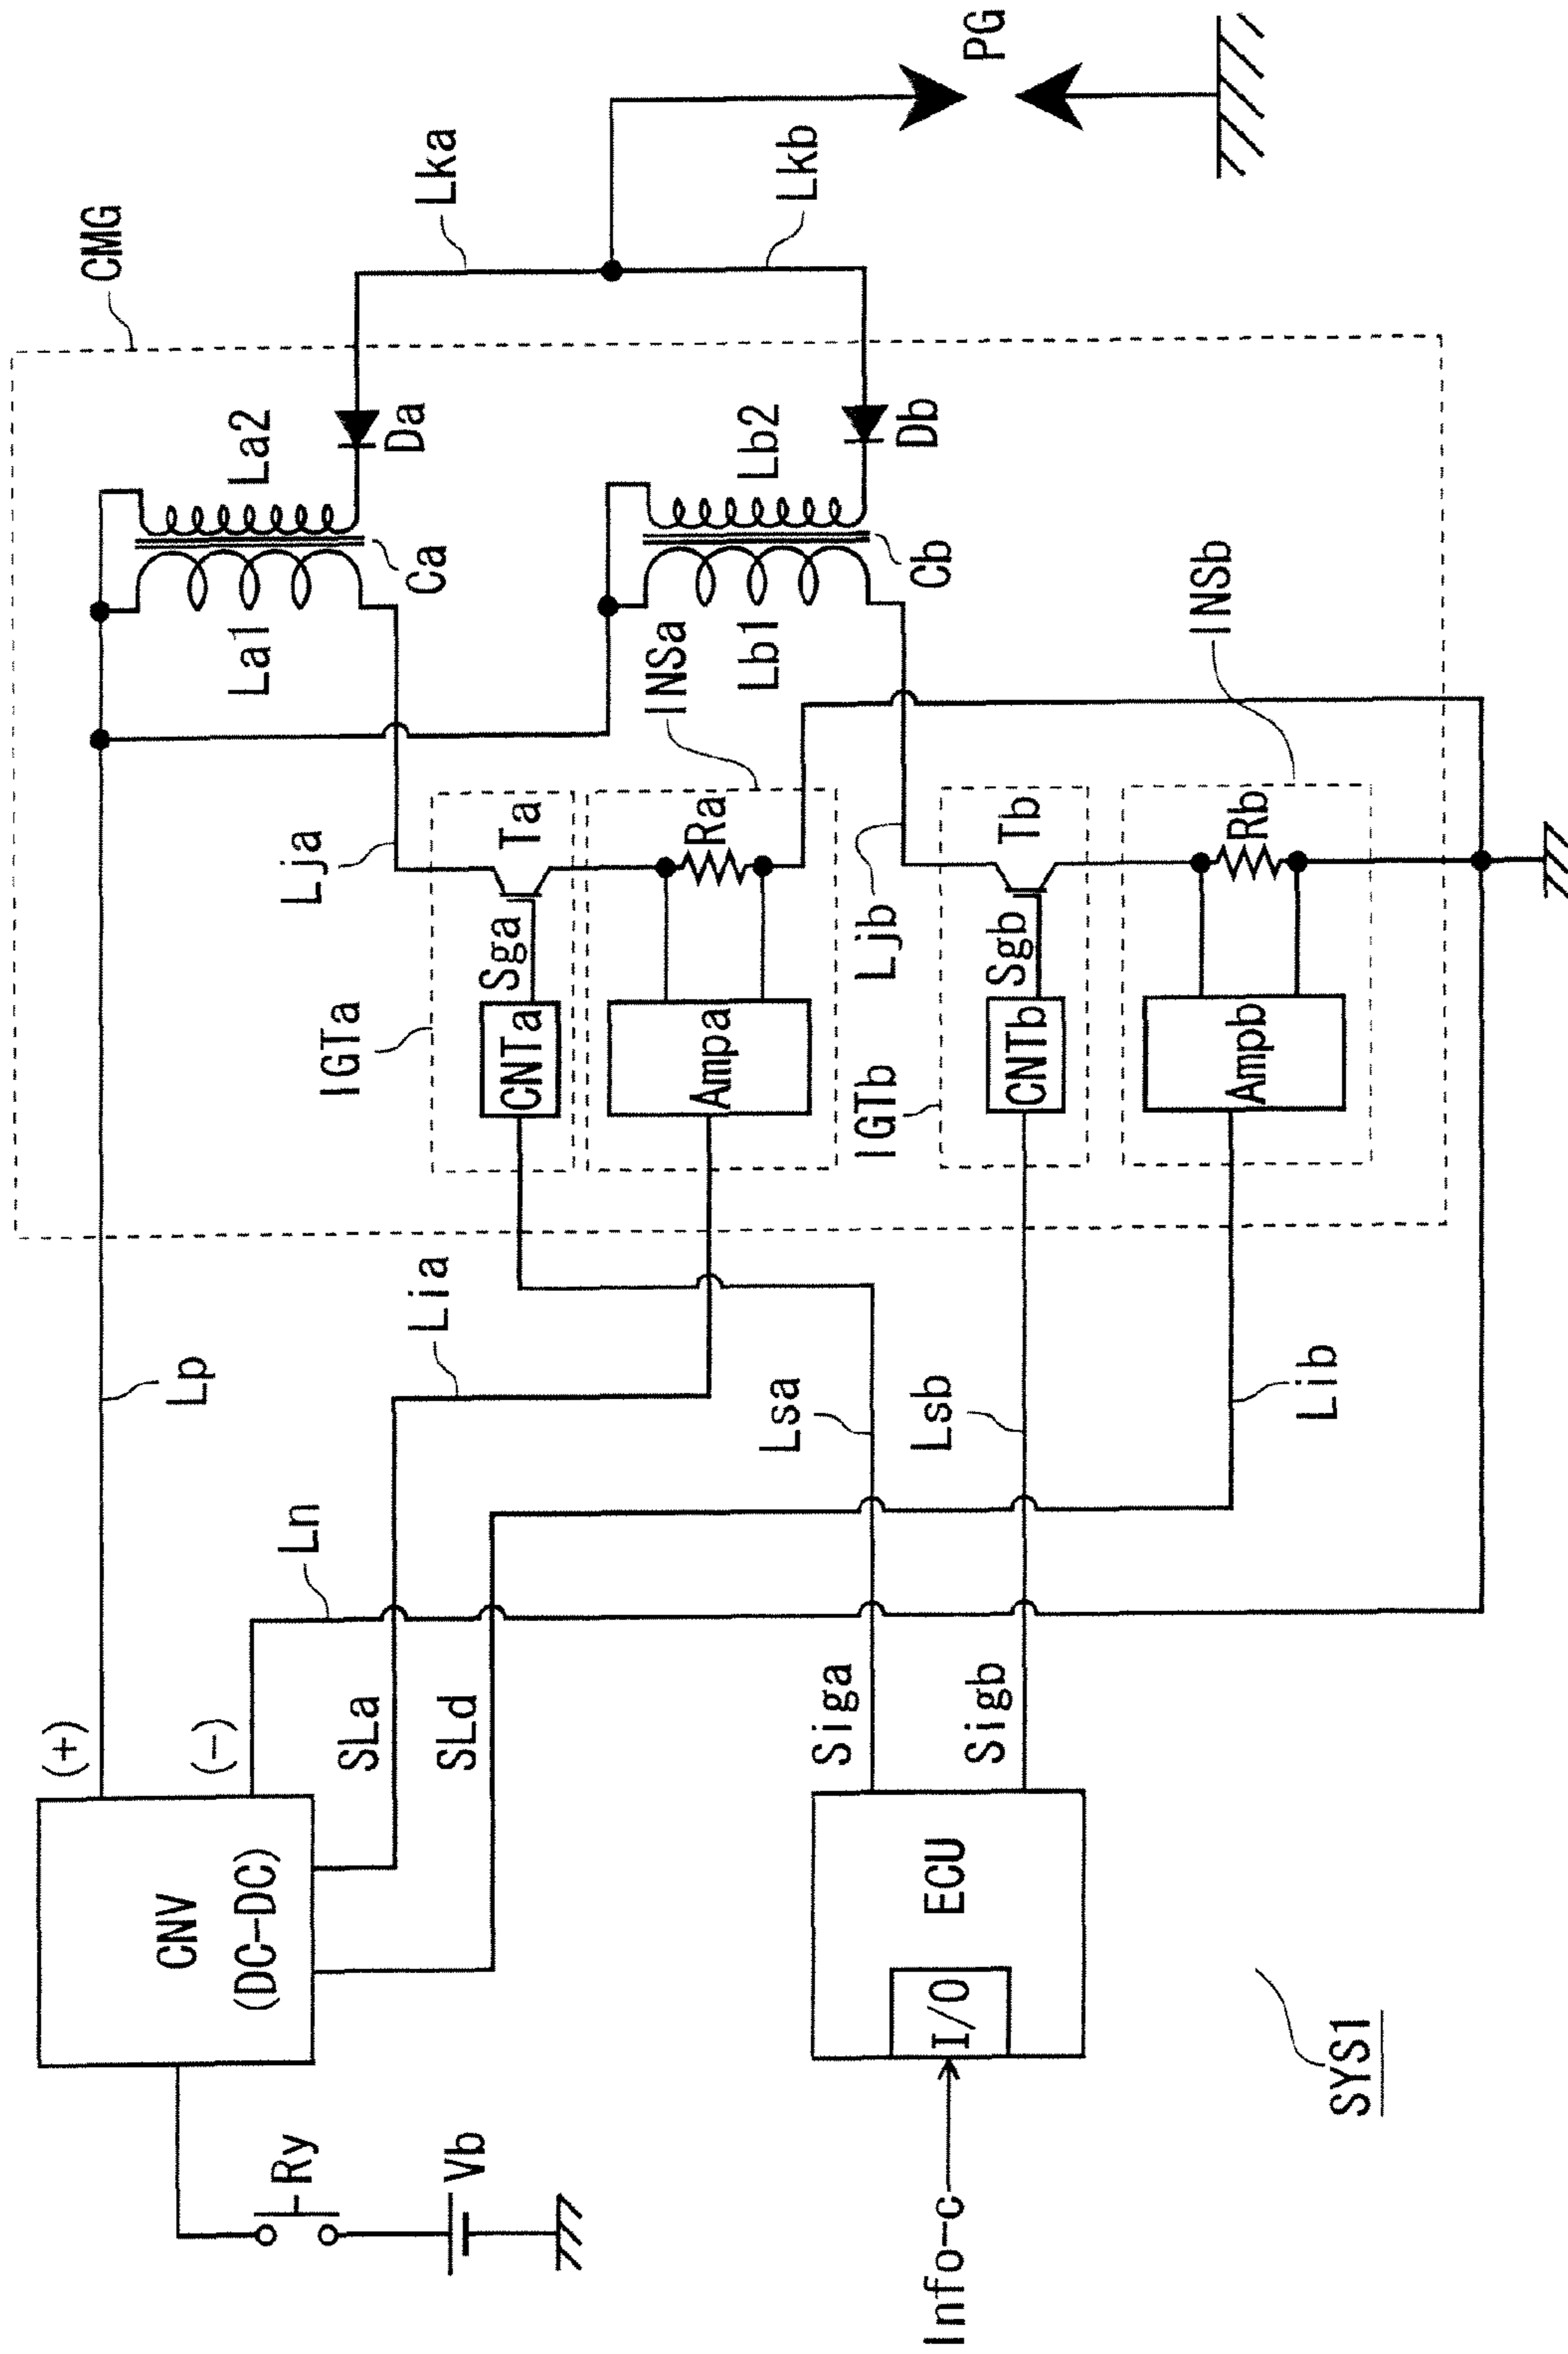 CMG
Lka
Lkb
PG
La2
La1
Da
Ca
Lb2
Lb1
Db
Cb
INSa
INSb
Lja
Ta
Sga
CNTa
IGTa
Ra
Ampa
Ljb
Tb
Sgb
CNTb
IGTb
Rb
Ampb
Lp
Lia
Lsa
Lsb
Lib
Ln
(+)
(-)
SLa
SLd
Siga
Sigb
CNV
(DC-DC)
ECU
I/O
Ry
Vb
Info-c
SYS1